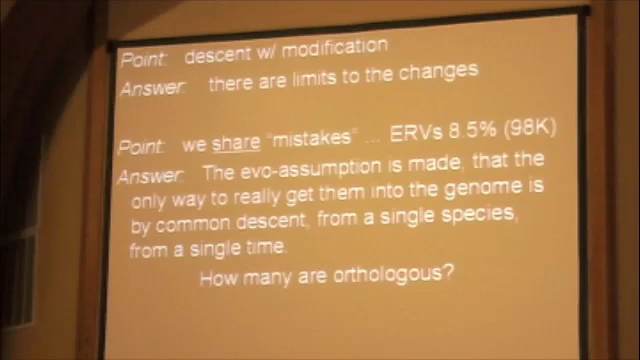 Point: descent w/ modification
Answer: there are limits to the changes
Point: we share "mistakes" ... ERVs 8.5% (98K)
Answer: The evo-assumption is made, that the
only way to really get them into the genome is
by common descent, from a single species,
from a single time.
How many are orthologous?